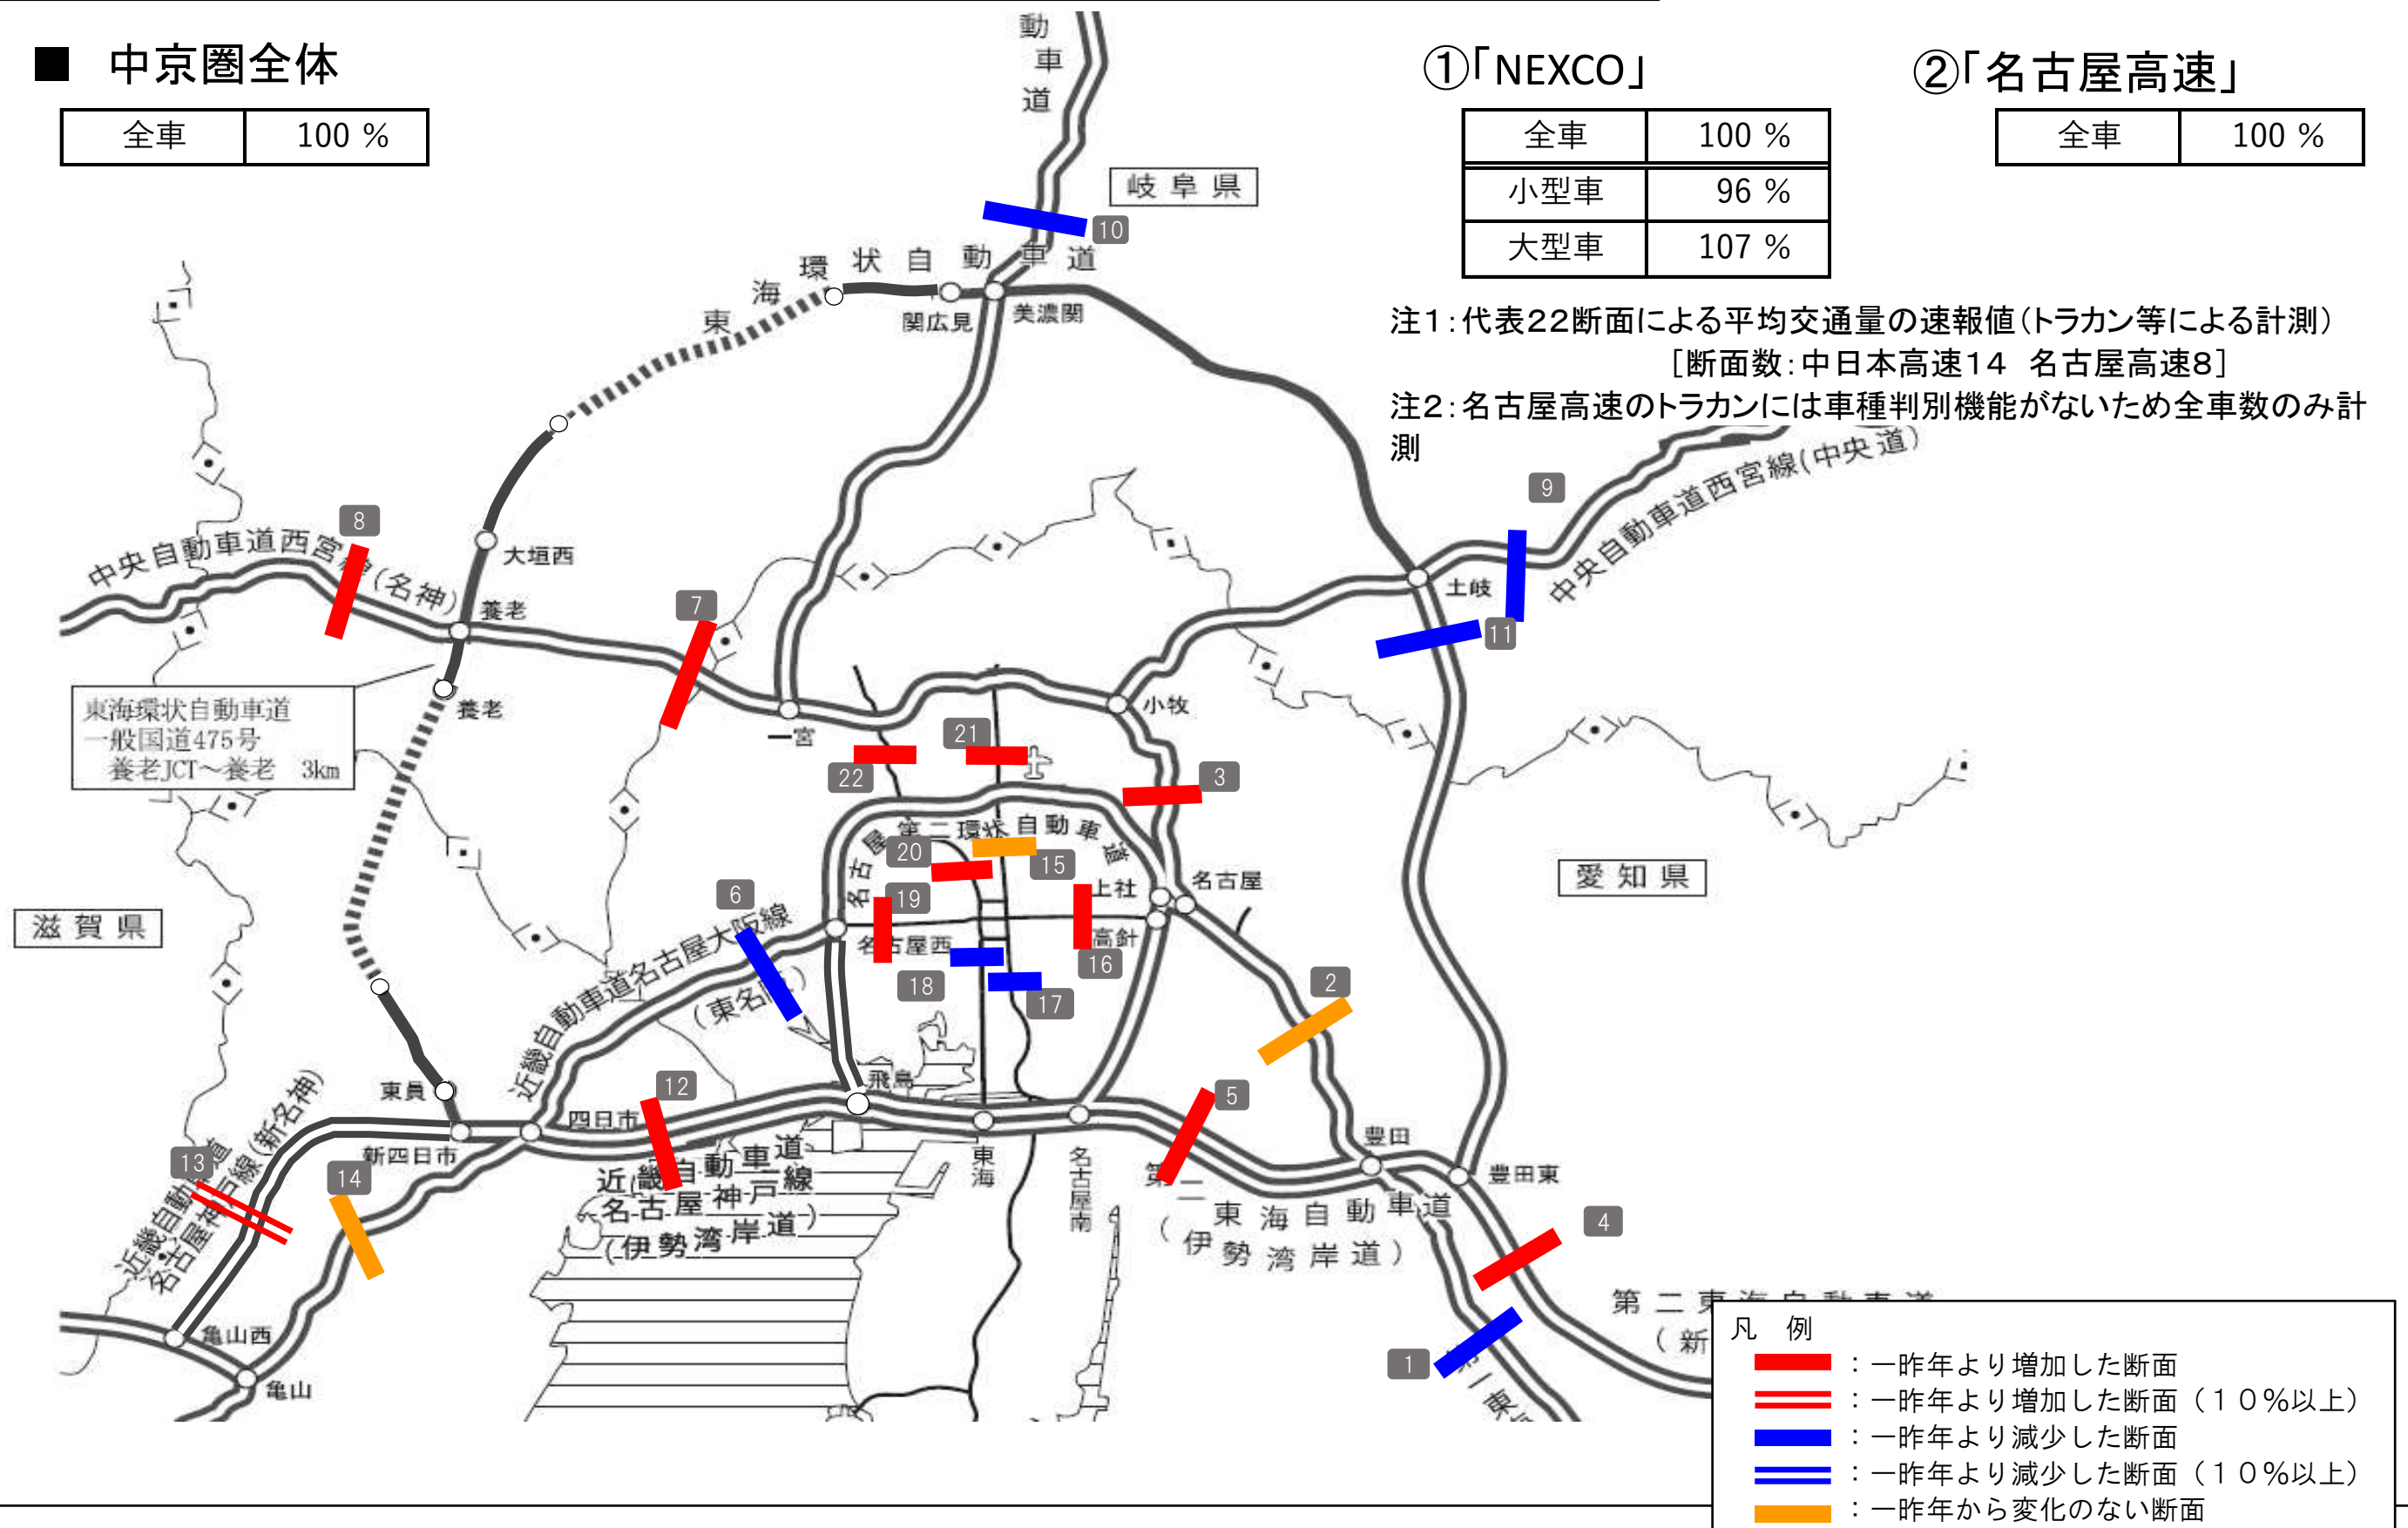 ■ 中京圏全体
全車 100 %
①「NEXCO」
全車 100 %
小型車 96 %
大型車 107 %
②「名古屋高速」
全車 100 %
注１：代表２２断面による平均交通量の速報値（トラカン等による計測）
［断面数：中日本高速１４　名古屋高速８］
注２：名古屋高速のトラカンには車種判別機能がないため全車数のみ計
測
動車道
岐阜県
10
東海環状自動車道
関広見
美濃関
9
中央自動車道西宮線(中央道)
8
中央自動車道西宮線(名神)
大垣西
養老
7
土岐
11
東海環状自動車道
一般国道475号
養老JCT～養老　3km
養老
一宮
小牧
21
22
3
名古屋第二環状自動車道
20
15
上社
名古屋
愛知県
19
6
滋賀県
近畿自動車道名古屋大阪線
(東名阪)
名古屋西
高針
16
18
17
2
東員
飛島
12
四日市
5
新四日市
豊田
豊田東
東海
名古屋南
近畿自動車道
名古屋神戸線
(伊勢湾岸道)
第二東海自動車道
(伊勢湾岸道)
13
14
近畿自動車道
名古屋神戸線(新名神)
4
亀山西
亀山
1
第一東
第二東海自動車道
(新
凡　例
：一昨年より増加した断面
：一昨年より増加した断面（１０％以上）
：一昨年より減少した断面
：一昨年より減少した断面（１０％以上）
：一昨年から変化のない断面